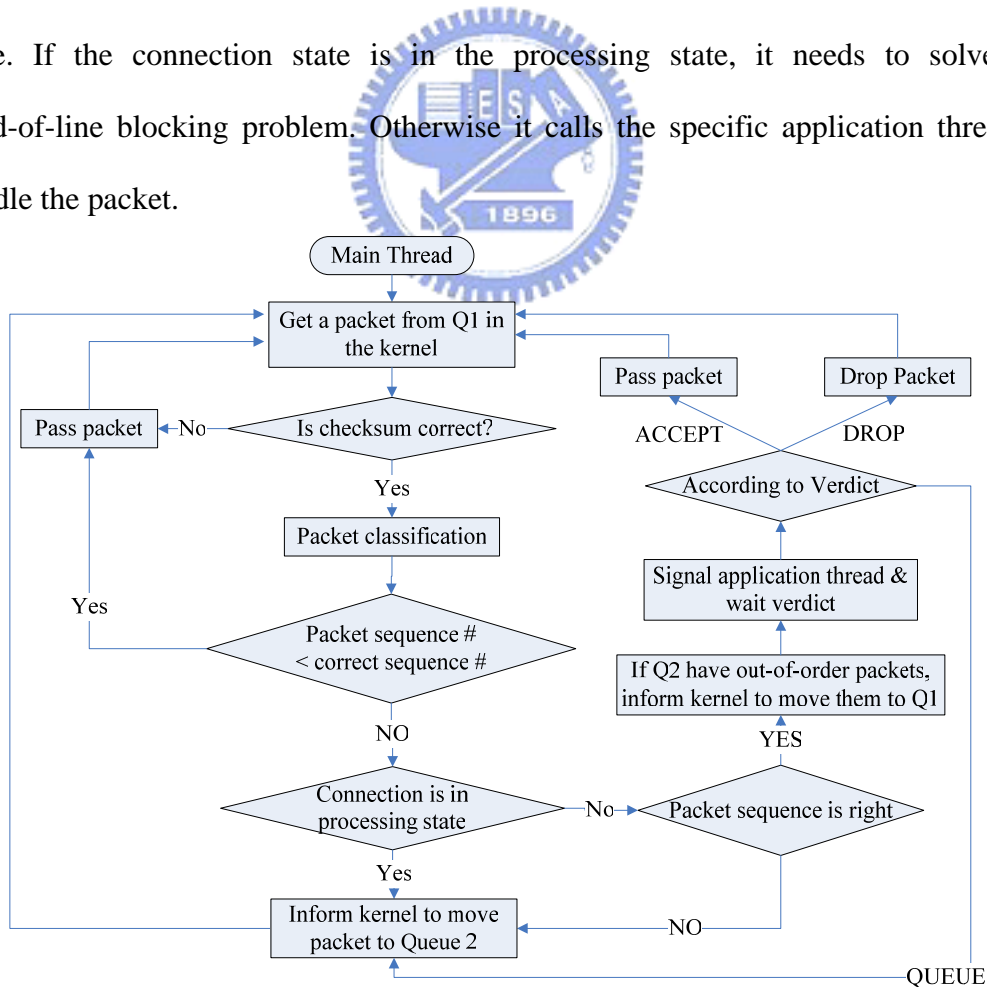 e. If the connection state is in the processing state, it needs to solve
d-of-line blocking problem. Otherwise it calls the specific application thre
dle the packet.
E S A
1896
Main Thread
Get a packet from Q1 in
the kernel
Pass packet
Drop Packet
Pass packet
No
Is checksum correct?
ACCEPT
DROP
Yes
According to Verdict
Packet classification
Signal application thread &
wait verdict
Yes
Packet sequence #
< correct sequence #
If Q2 have out-of-order packets,
inform kernel to move them to Q1
NO
YES
Connection is in
processing state
No
Packet sequence is right
Yes
Inform kernel to move
packet to Queue 2
NO
QUEUE